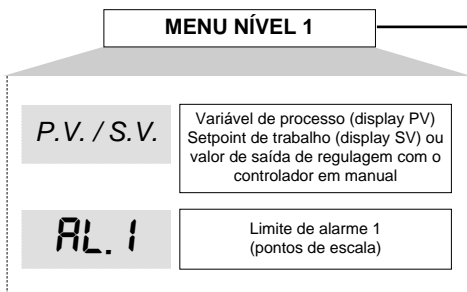 MENU NÍVEL 1
P.V. / S.V.
Variável de processo (display PV)
Setpoint de trabalho (display SV) ou
valor de saída de regulagem com o
controlador em manual
AL. 1
Limite de alarme 1
(pontos de escala)